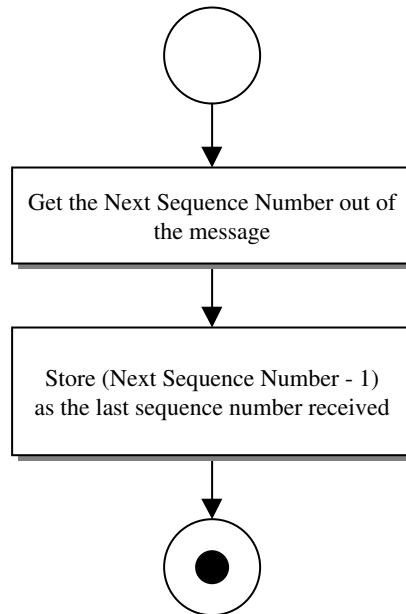 Get the Next Sequence Number out of
the message
Store (Next Sequence Number - 1)
as the last sequence number received